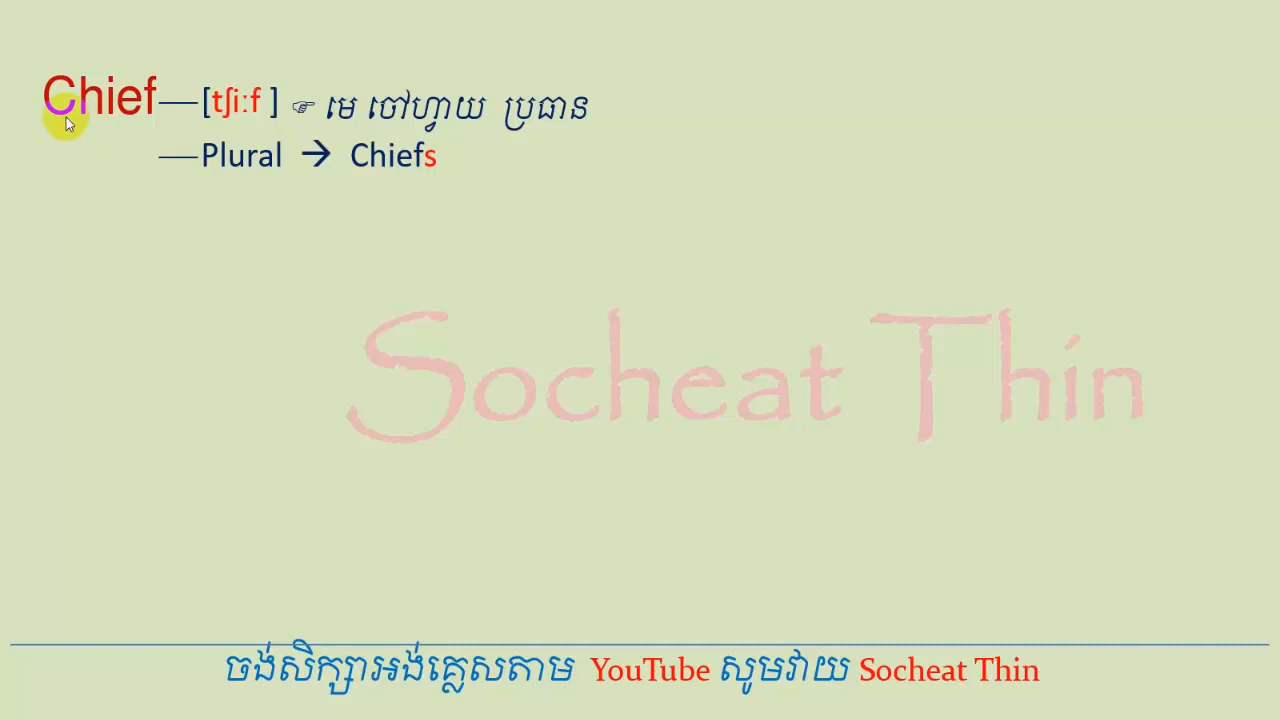 Chief—[tʃiːf ] ☞ មេ ចៅហ្វាយ ប្រធាន
—Plural → Chiefs
Socheat Thin
ចង់សិក្សាអង់គ្លេសតាម YouTube សូមវាយ Socheat Thin